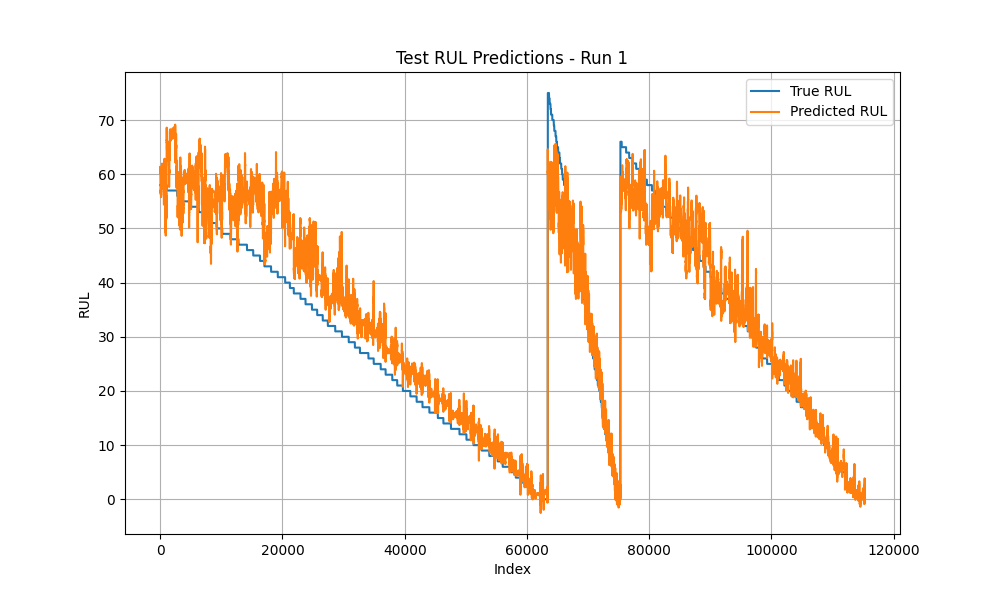 Test RUL Predictions - Run 1
True RUL
Predicted RUL
RUL
70
60
50
40
30
20
10
0
0 20000 40000 60000 80000 100000 120000
Index